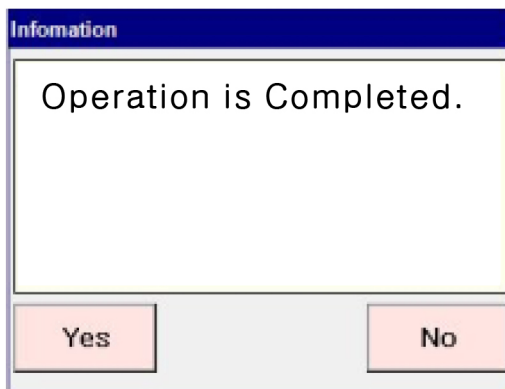 Infomation
Operation is Completed.
Yes
No